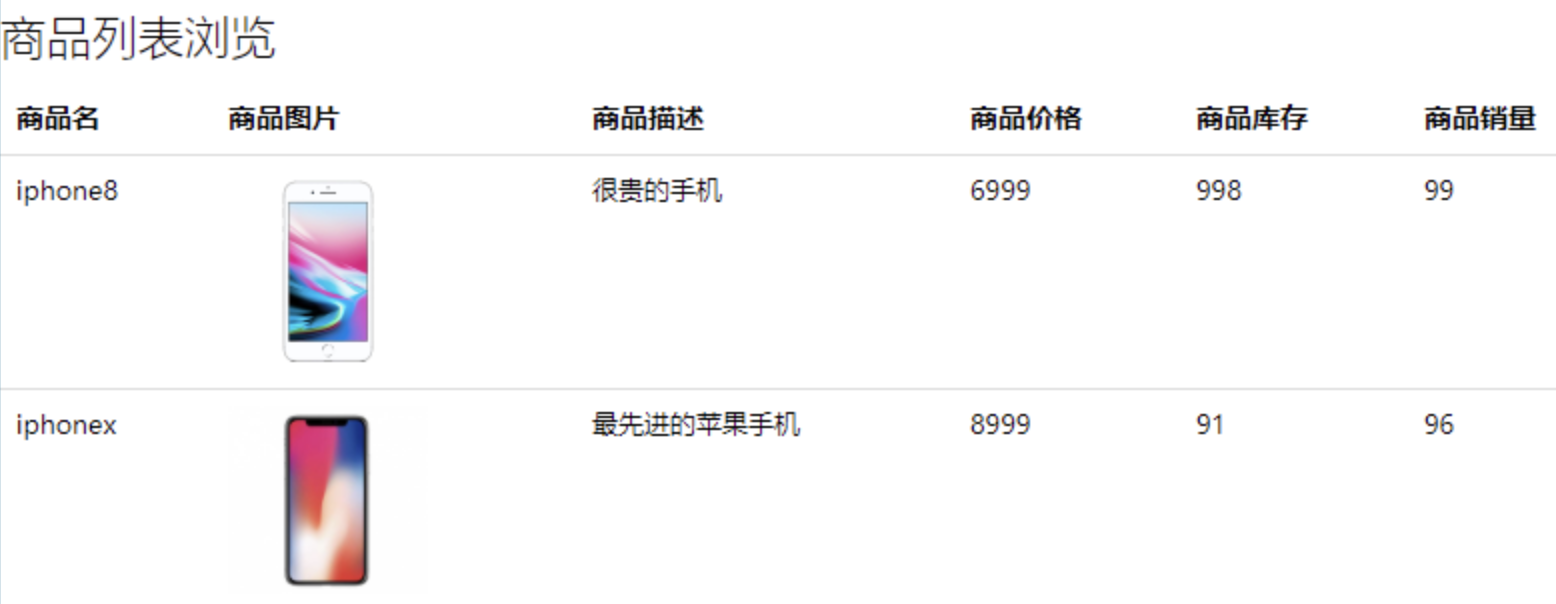 商品列表浏览
商品名 商品图片 商品描述 商品价格 商品库存 商品销量
iphone8 很贵的手机 6999 998 99
iphonex 最先进的苹果手机 8999 91 96